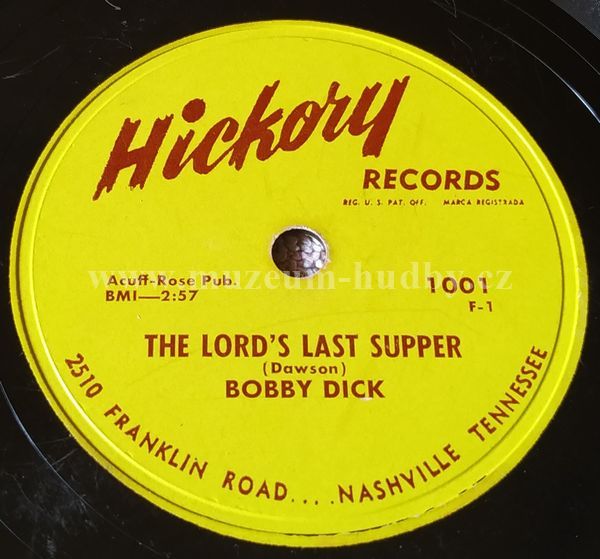 Hickory
RECORDS
REG. U. S. PAT. OFF. MARCA REGISTRADA
www.muzeum-hudby.cz
Acuff-Rose Pub.
BMI—2:57
1001
F-1
THE LORD'S LAST SUPPER
(Dawson)
BOBBY DICK
2510 FRANKLIN ROAD....NASHVILLE TENNESSEE